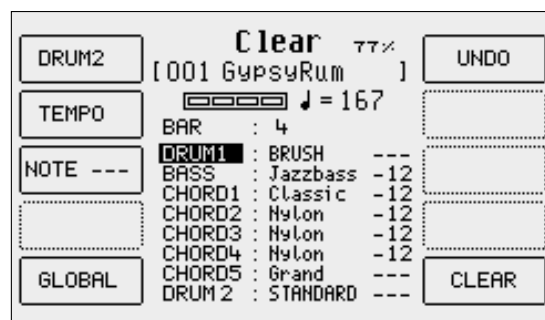 Clear 77%
[001 GypsyRum ]
♩=167
BAR : 4
DRUM1 : BRUSH ---
BASS : Jazzbass -12
CHORD1 : Classic -12
CHORD2 : Nylon -12
CHORD3 : Nylon -12
CHORD4 : Nylon -12
CHORD5 : Grand ---
DRUM 2 : STANDARD ---
DRUM2
TEMPO
NOTE ---
GLOBAL
UNDO
CLEAR